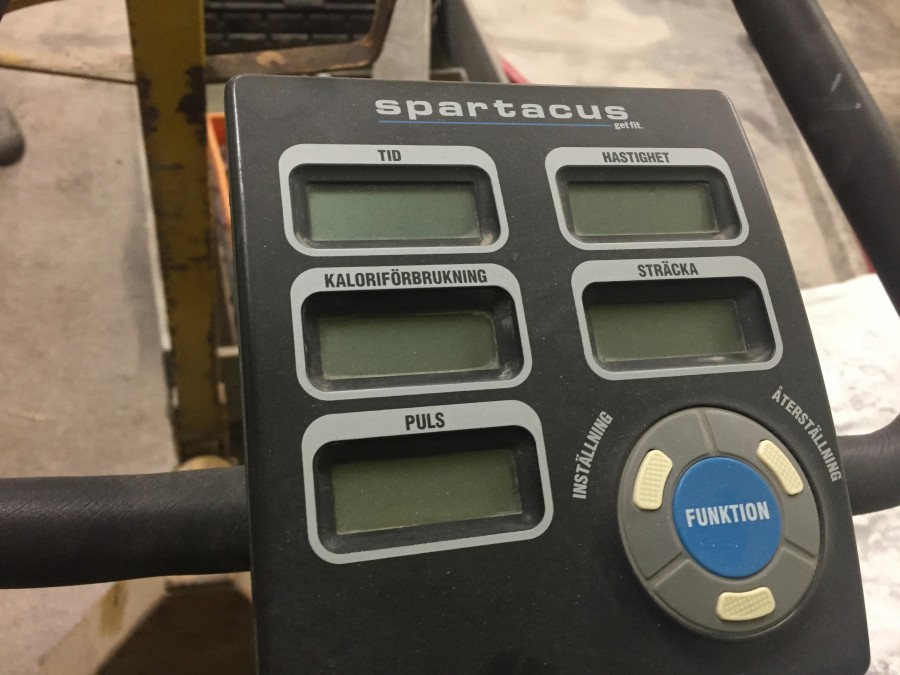 spartacus
get fit.
TID
HASTIGHET
KALORIFÖRBRUKNING
STRÄCKA
PULS
INSTÄLLNING
ÅTERSTÄLLNING
FUNKTION